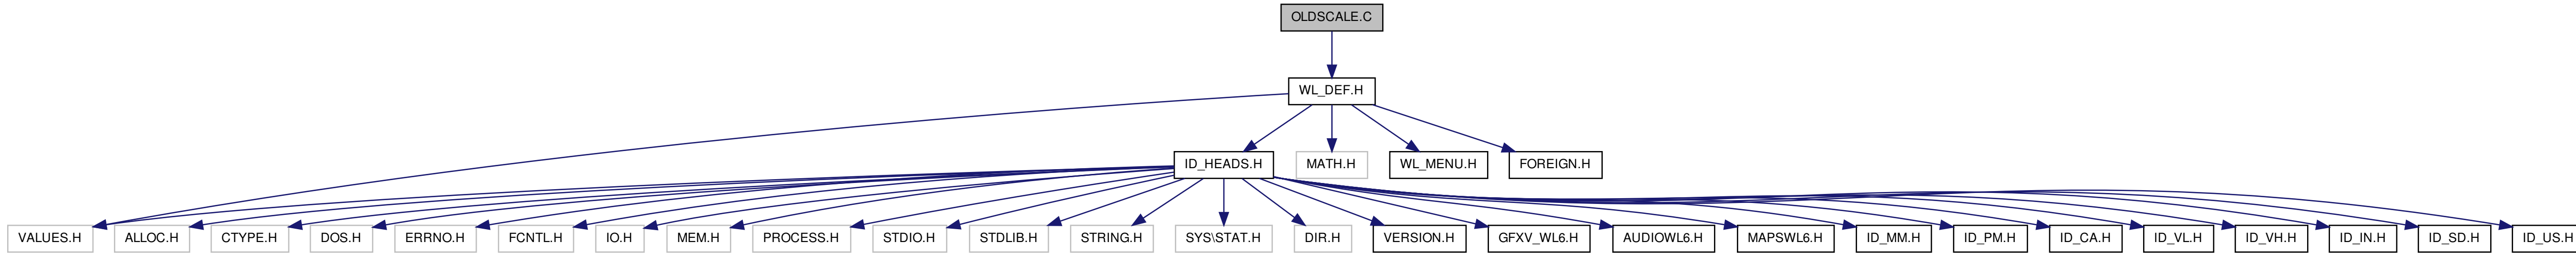 OLDSCALE.C
WL_DEF.H
ID_HEADS.H
MATH.H
WL_MENU.H
FOREIGN.H
VALUES.H
ALLOC.H
CTYPE.H
DOS.H
ERRNO.H
FCNTL.H
IO.H
MEM.H
PROCESS.H
STDIO.H
STDLIB.H
STRING.H
SYS\STAT.H
DIR.H
VERSION.H
GFXV_WL6.H
AUDIOWL6.H
MAPSWL6.H
ID_MM.H
ID_PM.H
ID_CA.H
ID_VL.H
ID_VH.H
ID_IN.H
ID_SD.H
ID_US.H